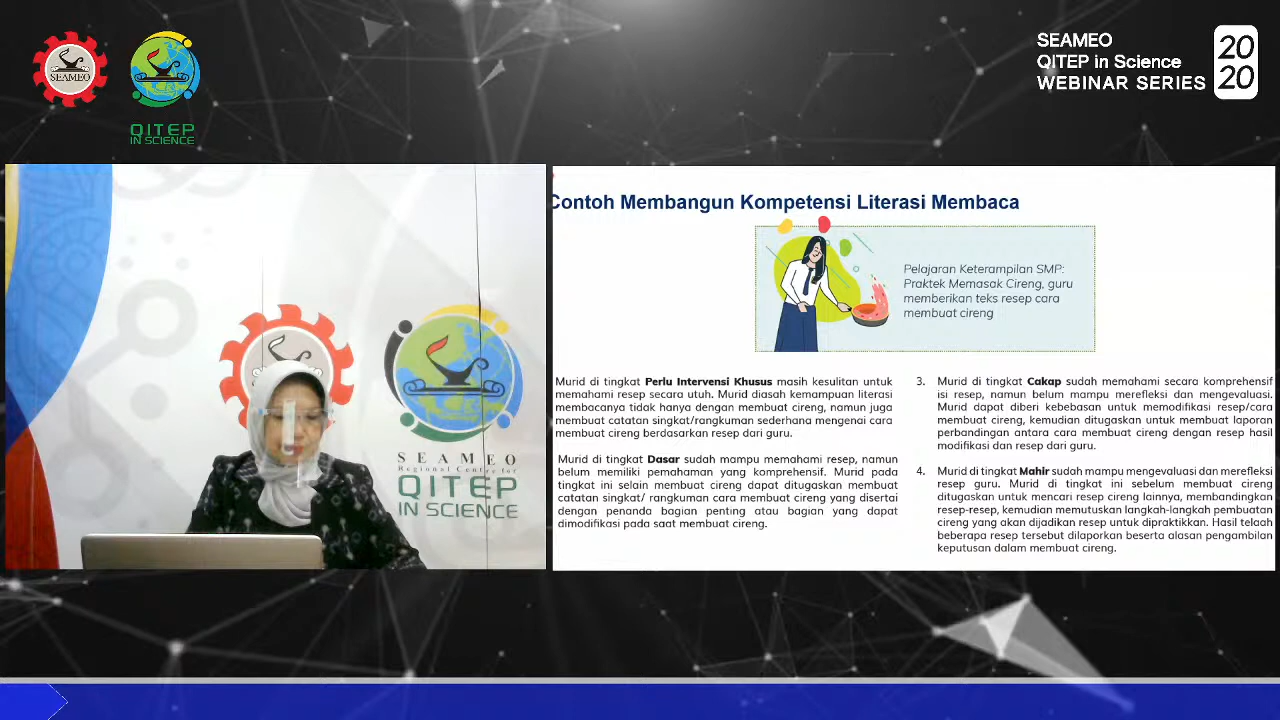 SEAMEO
QITEP
IN SCIENCE
SEAMEO
QITEP in Science
WEBINAR SERIES
20
20
SEAMEO
Regional Centre for
QITEP
IN SCIENCE
Contoh Membangun Kompetensi Literasi Membaca
Pelajaran Keterampilan SMP:
Praktek Memasak Cireng, guru
memberikan teks resep cara
membuat cireng
Murid di tingkat Perlu Intervensi Khusus masih kesulitan untuk
memahami resep secara utuh. Murid diasah kemampuan literasi
membacanya tidak hanya dengan membuat cireng, namun juga
membuat catatan singkat/rangkuman sederhana mengenai cara
membuat cireng berdasarkan resep dari guru.
Murid di tingkat Dasar sudah mampu memahami resep, namun
belum memiliki pemahaman yang komprehensif. Murid pada
tingkat ini selain membuat cireng dapat ditugaskan membuat
catatan singkat/ rangkuman cara membuat cireng yang disertai
dengan penanda bagian penting atau bagian yang dapat
dimodifikasi pada saat membuat cireng.
3. Murid di tingkat Cakap sudah memahami secara komprehensif
isi resep, namun belum mampu merefleksi dan mengevaluasi.
Murid dapat diberi kebebasan untuk memodifikasi resep/cara
membuat cireng, kemudian ditugaskan untuk membuat laporan
perbandingan antara cara membuat cireng dengan resep hasil
modifikasi dan resep dari guru.
4. Murid di tingkat Mahir sudah mampu mengevaluasi dan merefleksi
resep guru. Murid di tingkat ini sebelum membuat cireng
ditugaskan untuk mencari resep cireng lainnya, membandingkan
resep-resep, kemudian memutuskan langkah-langkah pembuatan
cireng yang akan dijadikan resep untuk dipraktikkan. Hasil telaah
beberapa resep tersebut dilaporkan beserta alasan pengambilan
keputusan dalam membuat cireng.